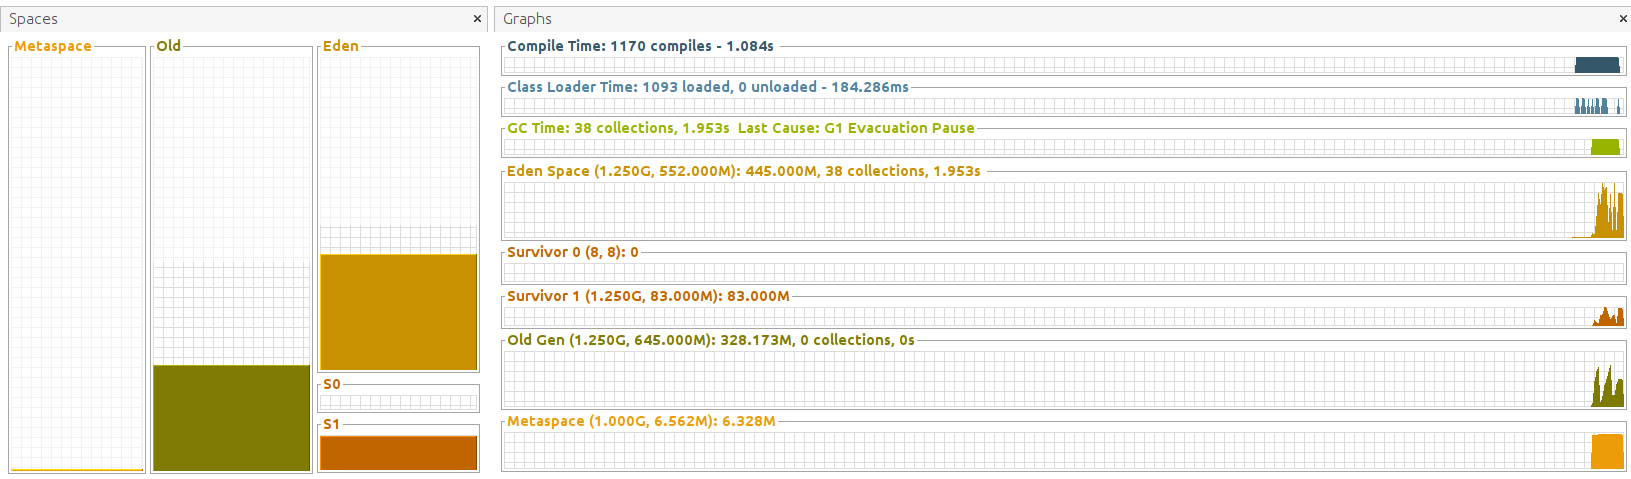 Spaces
Metaspace
Old
Eden
S0
S1
Graphs
Compile Time: 1170 compiles - 1.084s
Class Loader Time: 1093 loaded, 0 unloaded - 184.286ms
GC Time: 38 collections, 1.953s Last Cause: G1 Evacuation Pause
Eden Space (1.250G, 552.000M): 445.000M, 38 collections, 1.953s
Survivor 0 (8, 8): 0
Survivor 1 (1.250G, 83.000M): 83.000M
Old Gen (1.250G, 645.000M): 328.173M, 0 collections, 0s
Metaspace (1.000G, 6.562M): 6.328M